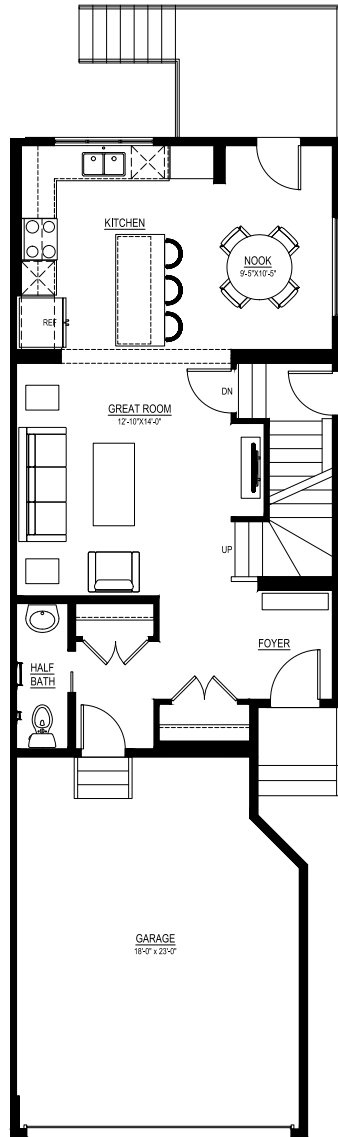 KITCHEN
NOOK
9'-5"X10'-5"
REF
DN
GREAT ROOM
12'-10"X14'-0"
UP
FOYER
HALF
BATH
GARAGE
18'-0" x 23'-0"